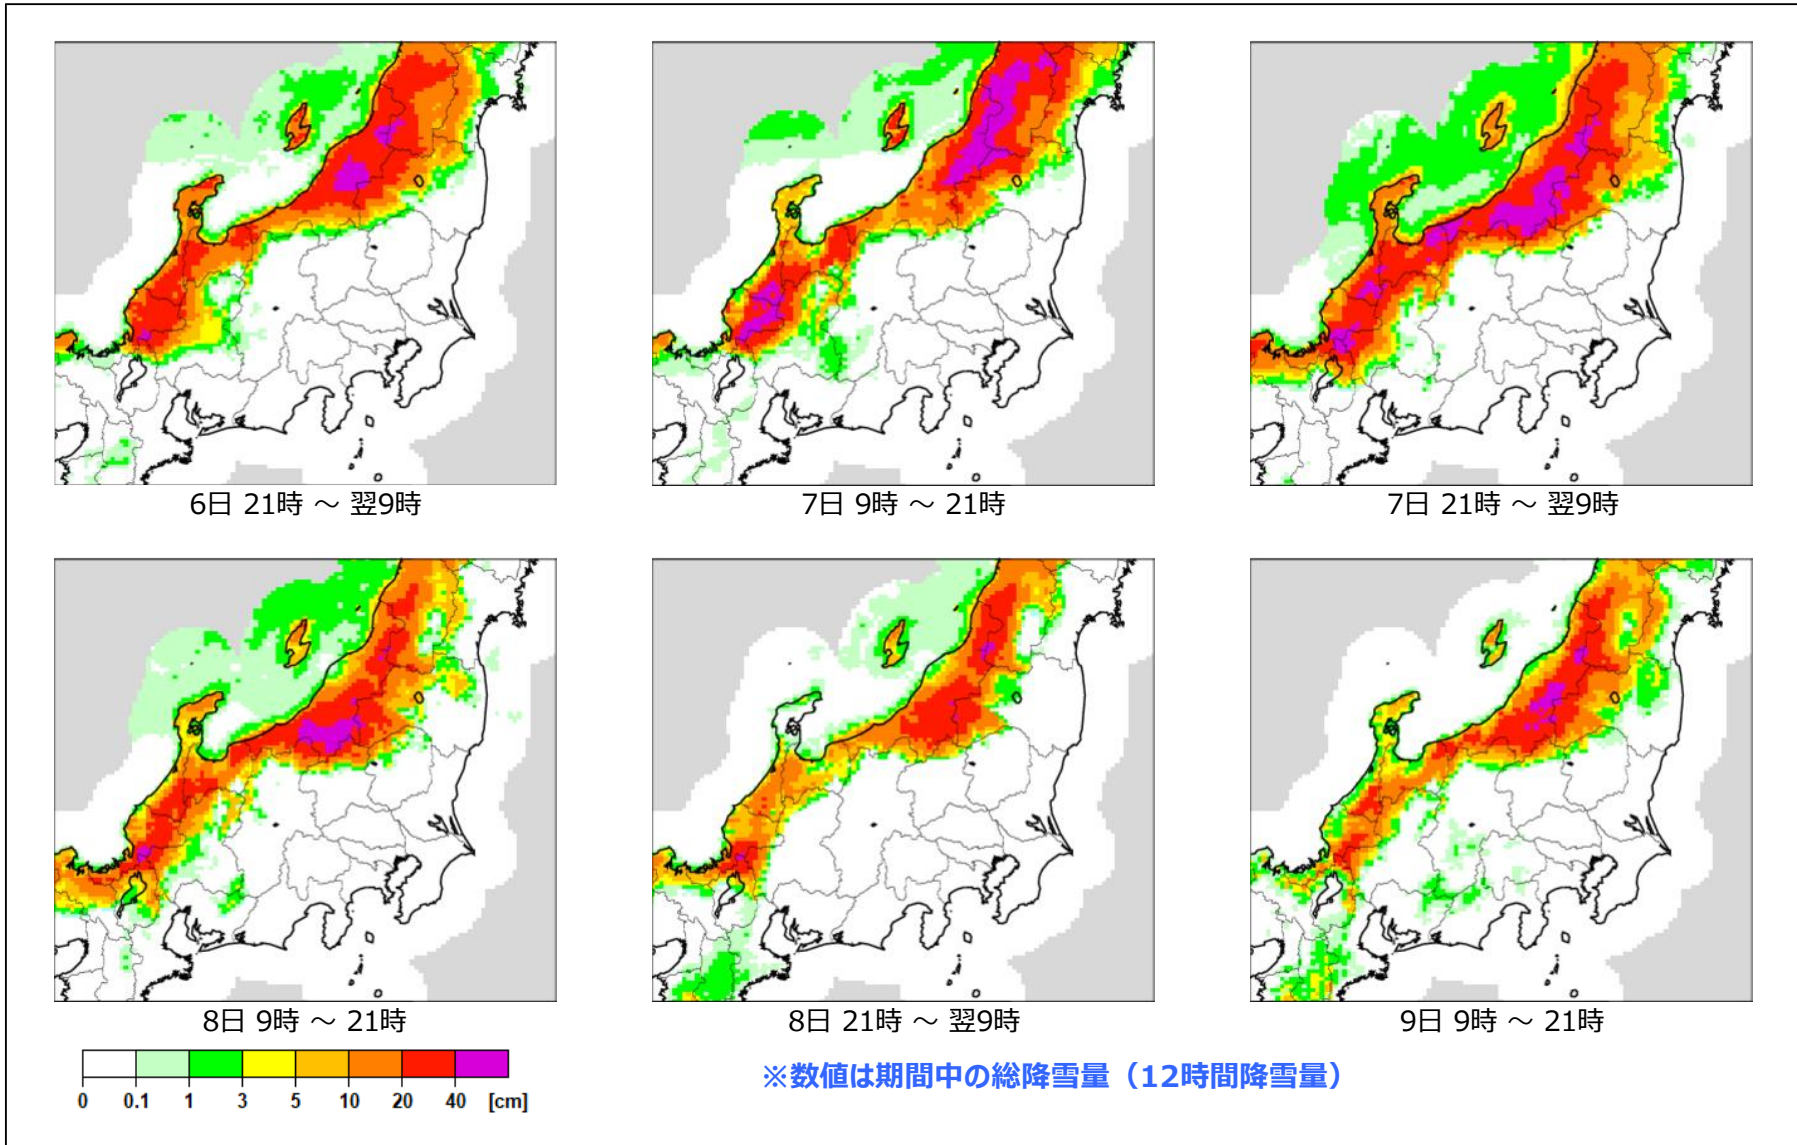 6日 21時 ～ 翌9時
7日 9時 ～ 21時
7日 21時 ～ 翌9時
8日 9時 ～ 21時
8日 21時 ～ 翌9時
9日 9時 ～ 21時
0 0.1 1 3 5 10 20 40 [cm]
※数値は期間中の総降雪量（12時間降雪量）